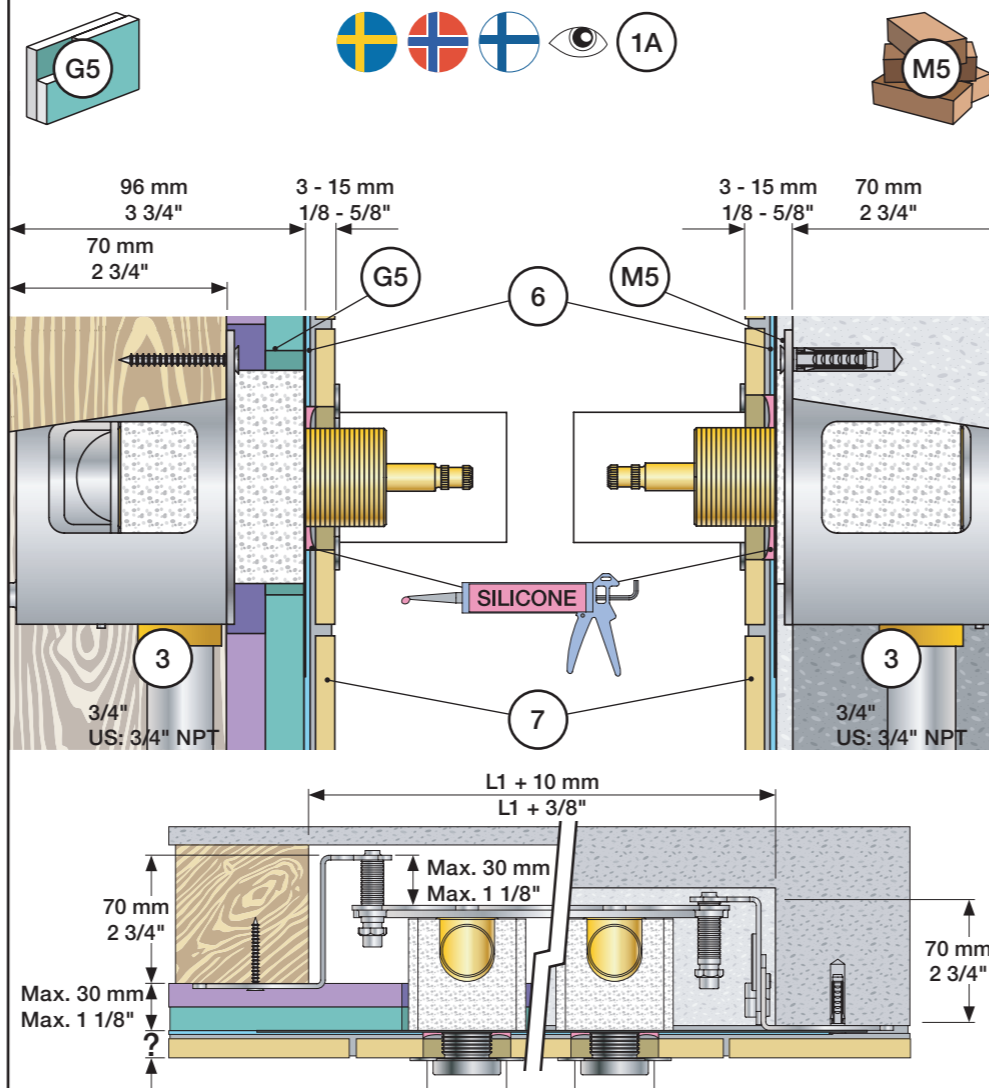 G5
1A
M5
96 mm
3 3/4"
3 - 15 mm
1/8 - 5/8"
3 - 15 mm
1/8 - 5/8"
70 mm
2 3/4"
70 mm
2 3/4"
G5
6
M5
SILICONE
3
3/4"
US: 3/4" NPT
7
3
3/4"
US: 3/4" NPT
L1 + 10 mm
L1 + 3/8"
Max. 30 mm
Max. 1 1/8"
70 mm
2 3/4"
70 mm
2 3/4"
Max. 30 mm
Max. 1 1/8"
?